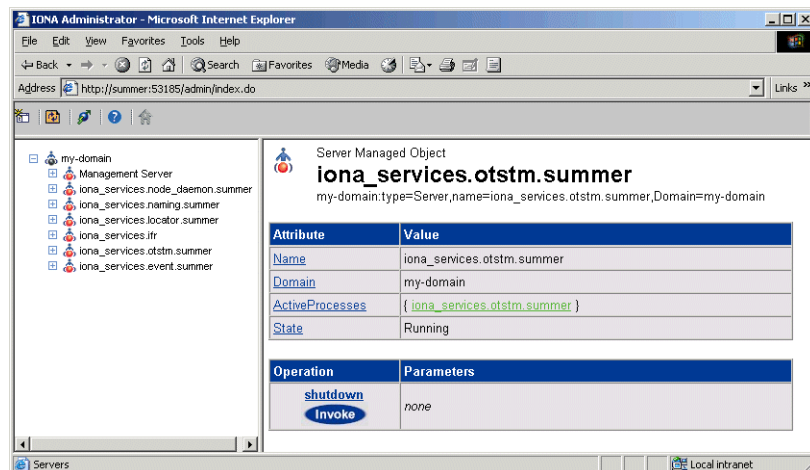 IONA Administrator - Microsoft Internet Explorer
File Edit View Favorites Tools Help
Back Search Favorites Media
Address http://summer:53185/admin/index.do Links »
my-domain
Management Server
iona_services.node_daemon.summer
iona_services.naming.summer
iona_services.locator.summer
iona_services.ifr
iona_services.otstm.summer
iona_services.event.summer
Server Managed Object
iona_services.otstm.summer
my-domain:type=Server,name=iona_services.otstm.summer,Domain=my-domain
Attribute Value
Name iona_services.otstm.summer
Domain my-domain
ActiveProcesses { iona_services.otstm.summer }
State Running
Operation Parameters
shutdown
Invoke none
Servers Local intranet